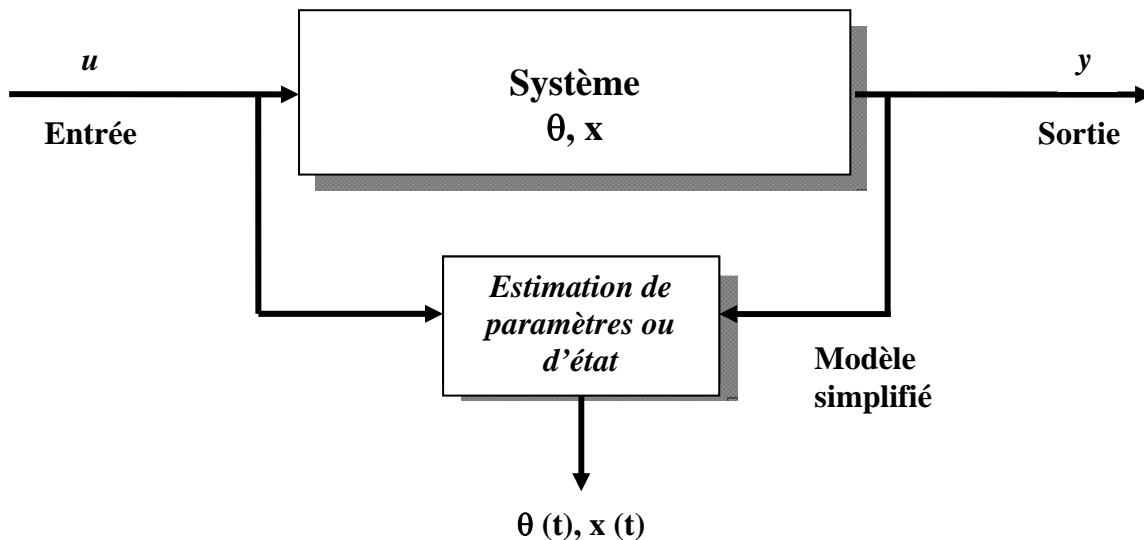 u
Entrée
Système
θ, x
y
Sortie
Estimation de
paramètres ou
d’état
Modèle
simplifié
θ (t), x (t)